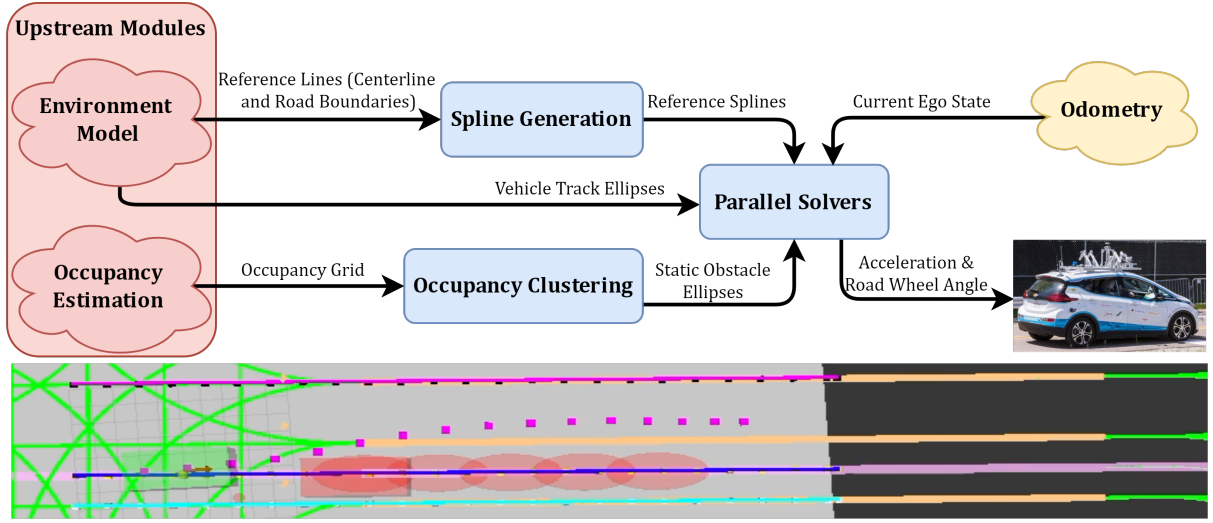 Upstream Modules
Environment
Model
Reference Lines (Centerline
and Road Boundaries)
Spline Generation
Reference Splines
Current Ego State
Odometry
Vehicle Track Ellipses
Parallel Solvers
Occupancy
Estimation
Occupancy Grid
Occupancy Clustering
Static Obstacle
Ellipses
Acceleration &
Road Wheel Angle